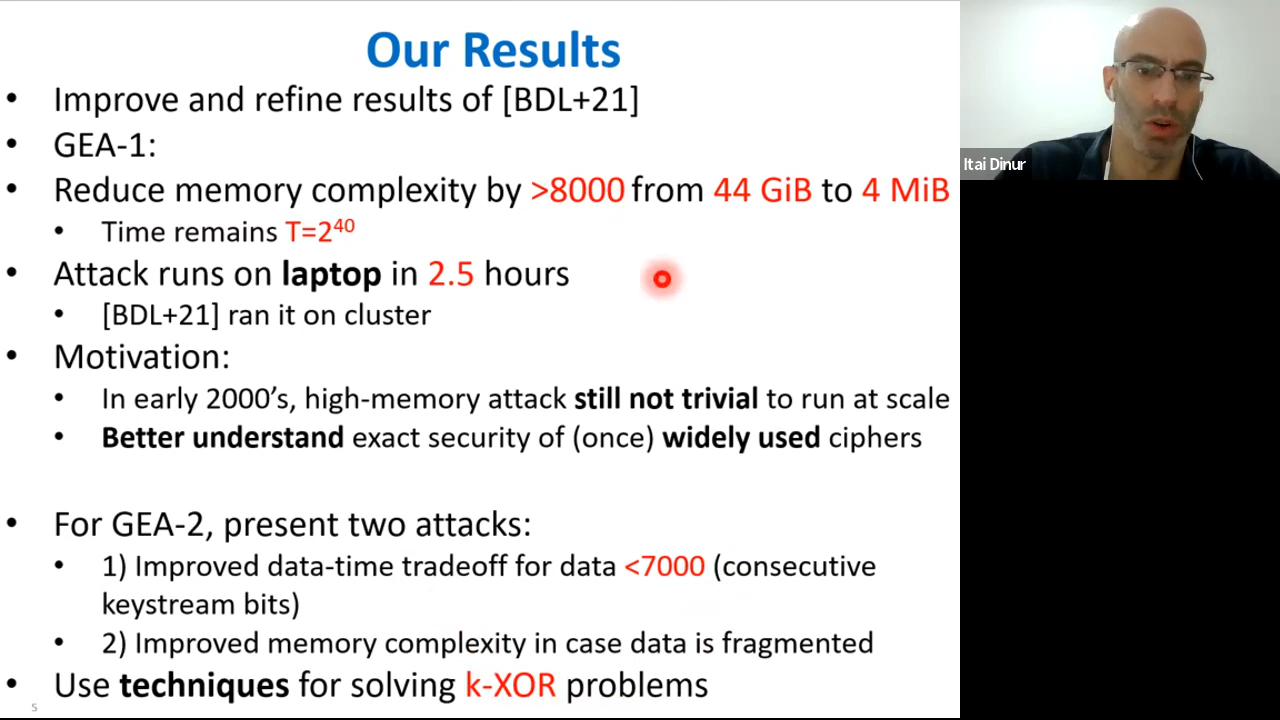 Our Results
• Improve and refine results of [BDL+21]
• GEA-1:
• Reduce memory complexity by >8000 from 44 GiB to 4 MiB
• Time remains T=2⁴⁰
• Attack runs on laptop in 2.5 hours
• [BDL+21] ran it on cluster
• Motivation:
• In early 2000’s, high-memory attack still not trivial to run at scale
• Better understand exact security of (once) widely used ciphers
• For GEA-2, present two attacks:
• 1) Improved data-time tradeoff for data <7000 (consecutive
keystream bits)
• 2) Improved memory complexity in case data is fragmented
• Use techniques for solving k-XOR problems
5
Itai Dinur